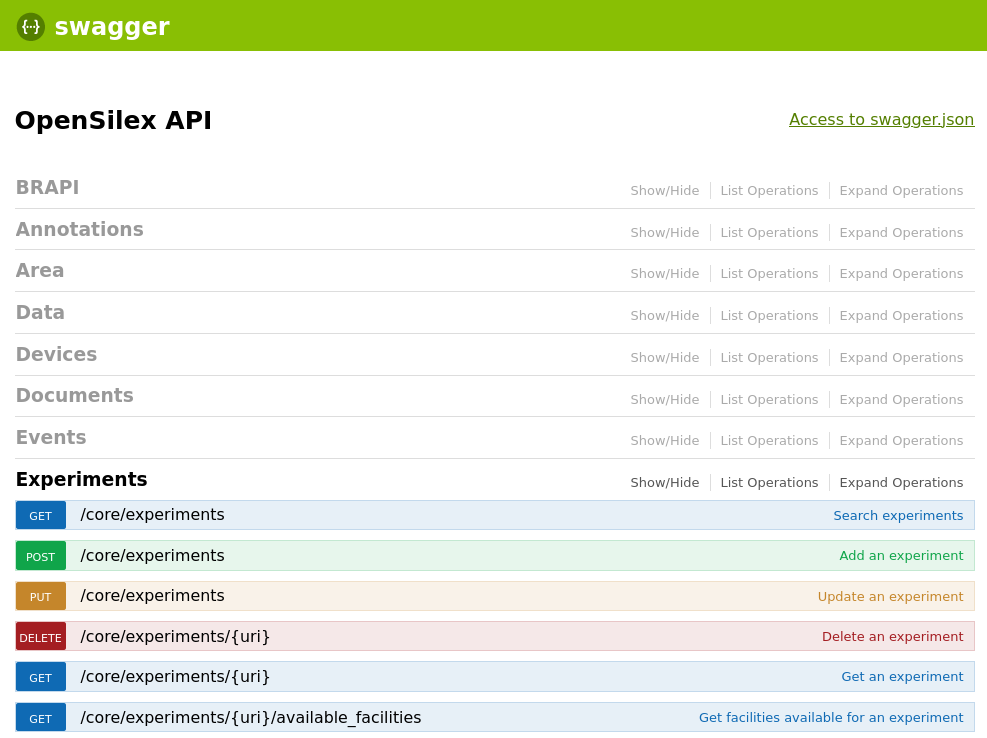 {···} swagger
OpenSilex API Access to swagger.json
BRAPI Show/Hide List Operations Expand Operations
Annotations Show/Hide List Operations Expand Operations
Area Show/Hide List Operations Expand Operations
Data Show/Hide List Operations Expand Operations
Devices Show/Hide List Operations Expand Operations
Documents Show/Hide List Operations Expand Operations
Events Show/Hide List Operations Expand Operations
Experiments Show/Hide List Operations Expand Operations
GET /core/experiments Search experiments
POST /core/experiments Add an experiment
PUT /core/experiments Update an experiment
DELETE /core/experiments/{uri} Delete an experiment
GET /core/experiments/{uri} Get an experiment
GET /core/experiments/{uri}/available_facilities Get facilities available for an experiment